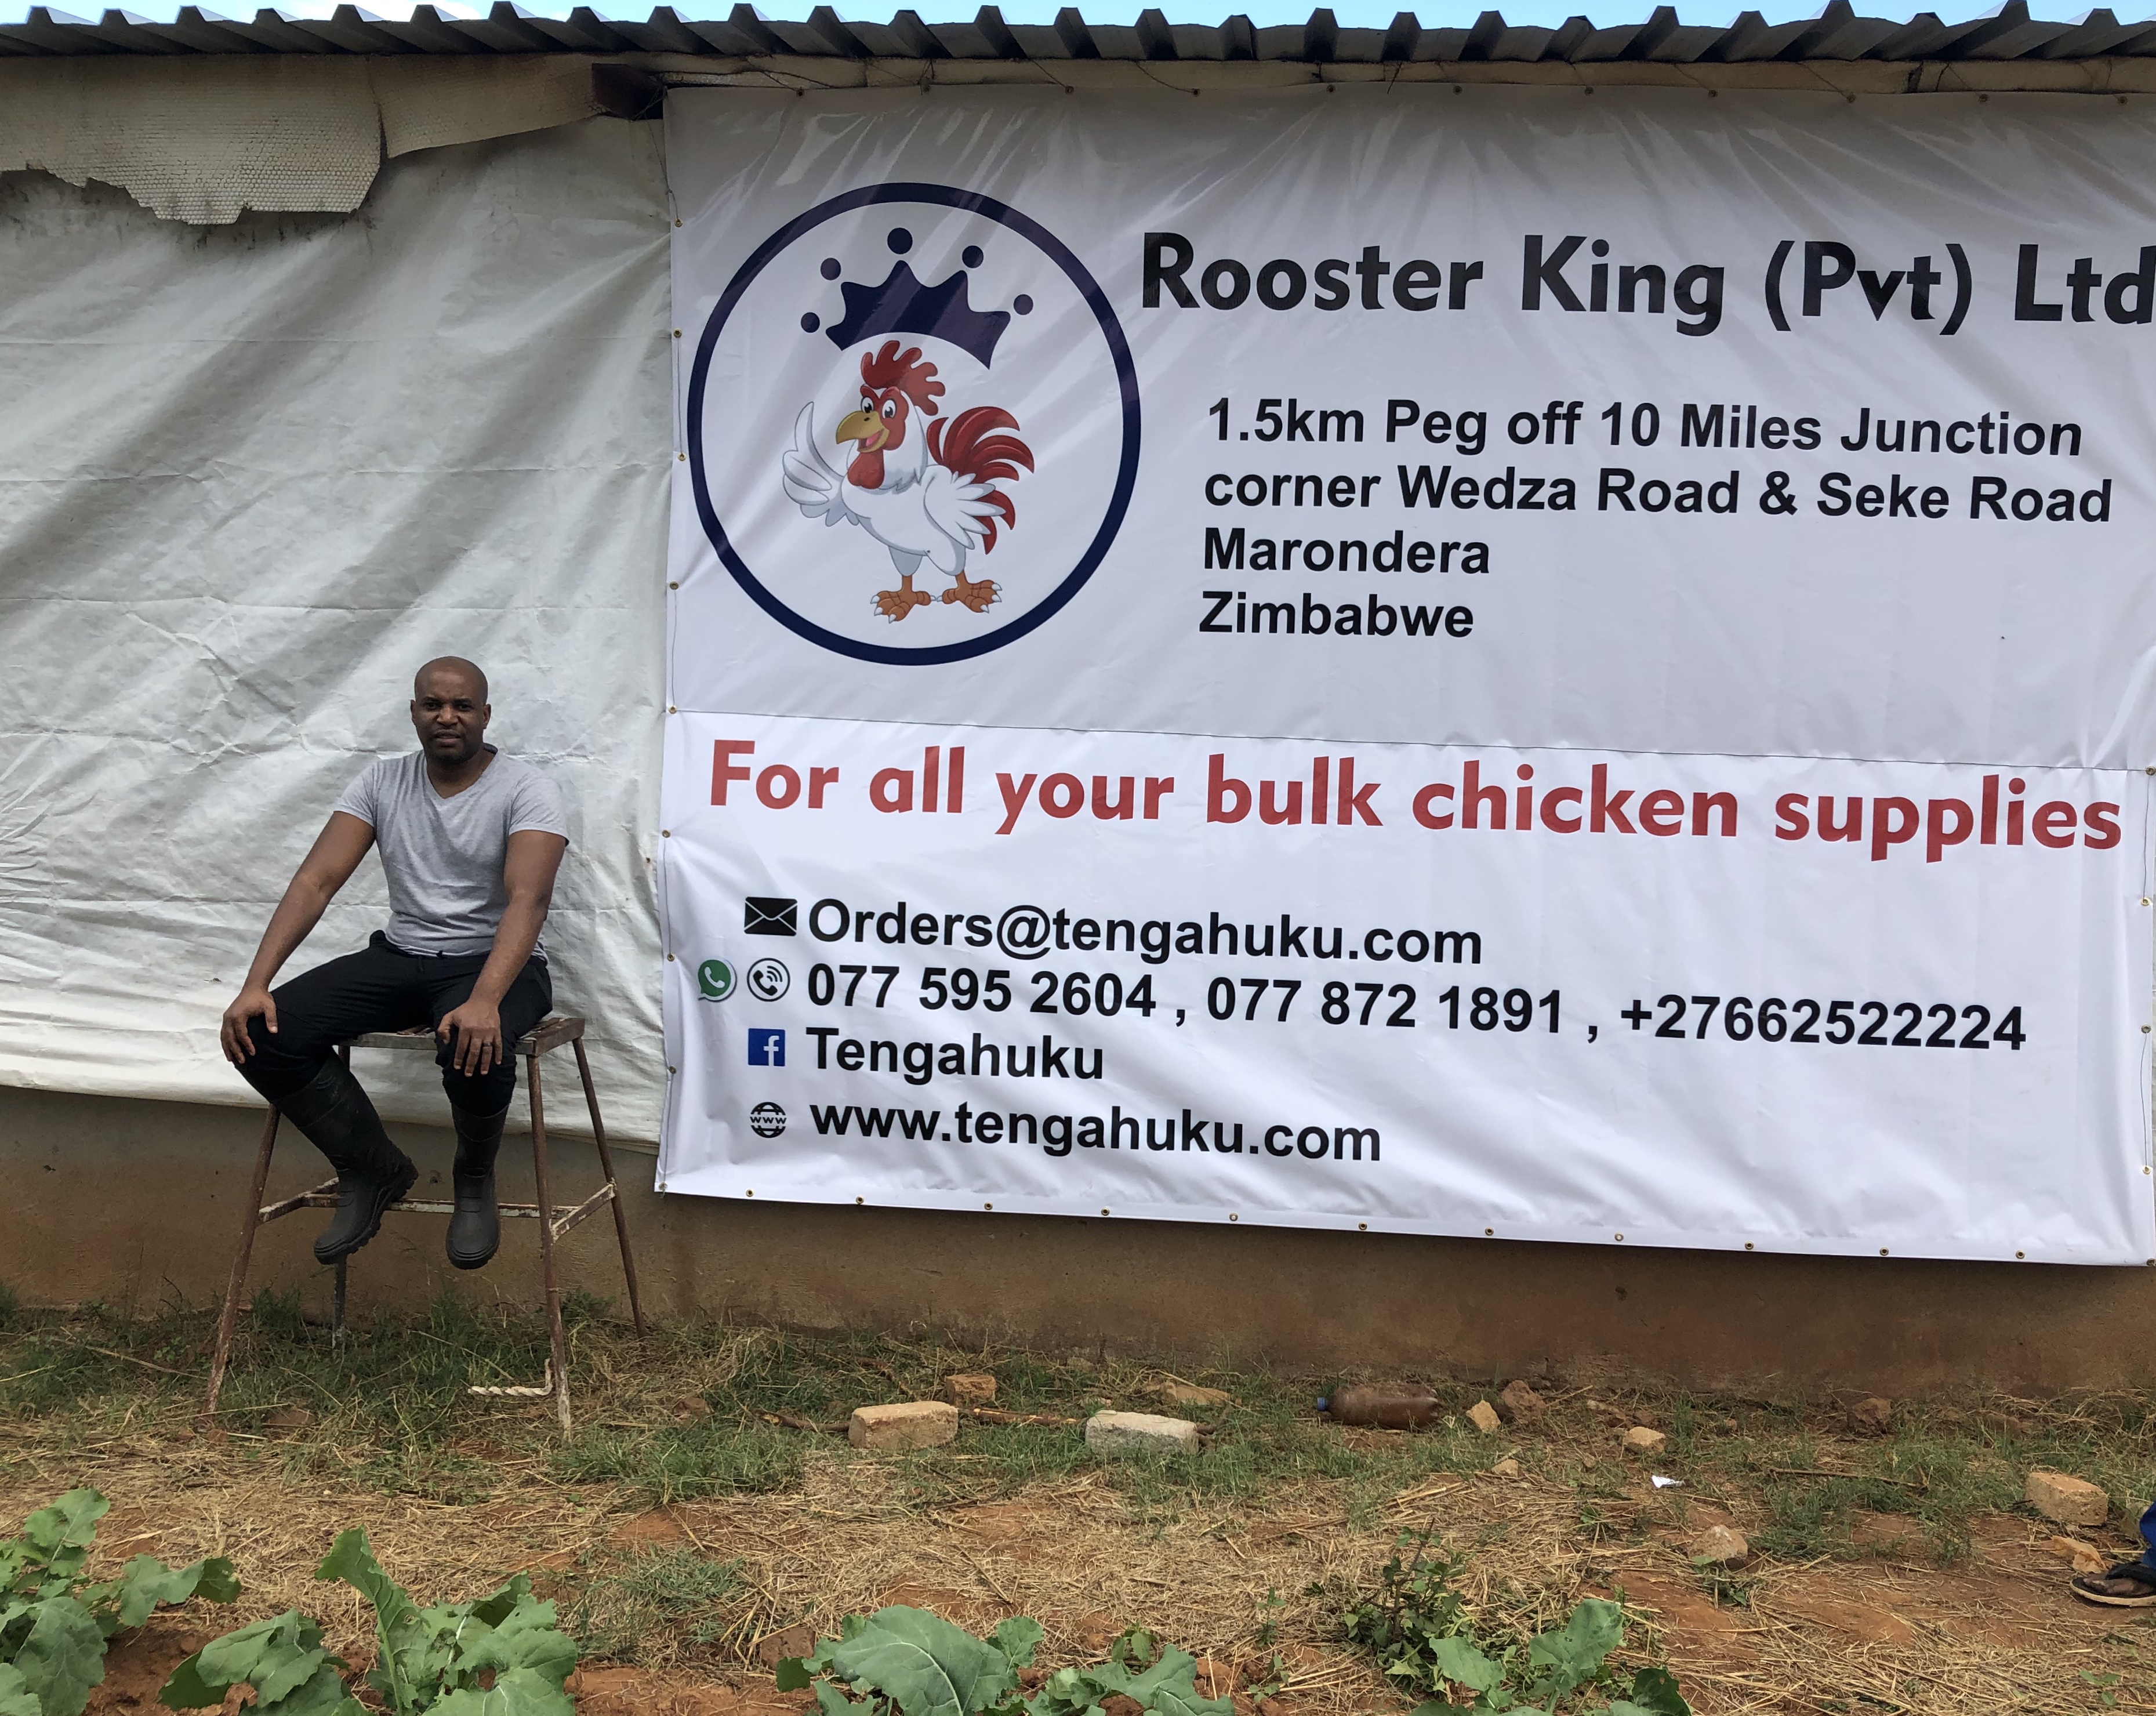 Rooster King (Pvt) Ltd
1.5km Peg off 10 Miles Junction
corner Wedza Road & Seke Road
Marondera
Zimbabwe
For all your bulk chicken supplies
Orders@tengahuku.com
077 595 2604 , 077 872 1891 , +27662522224
Tengahuku
www.tengahuku.com